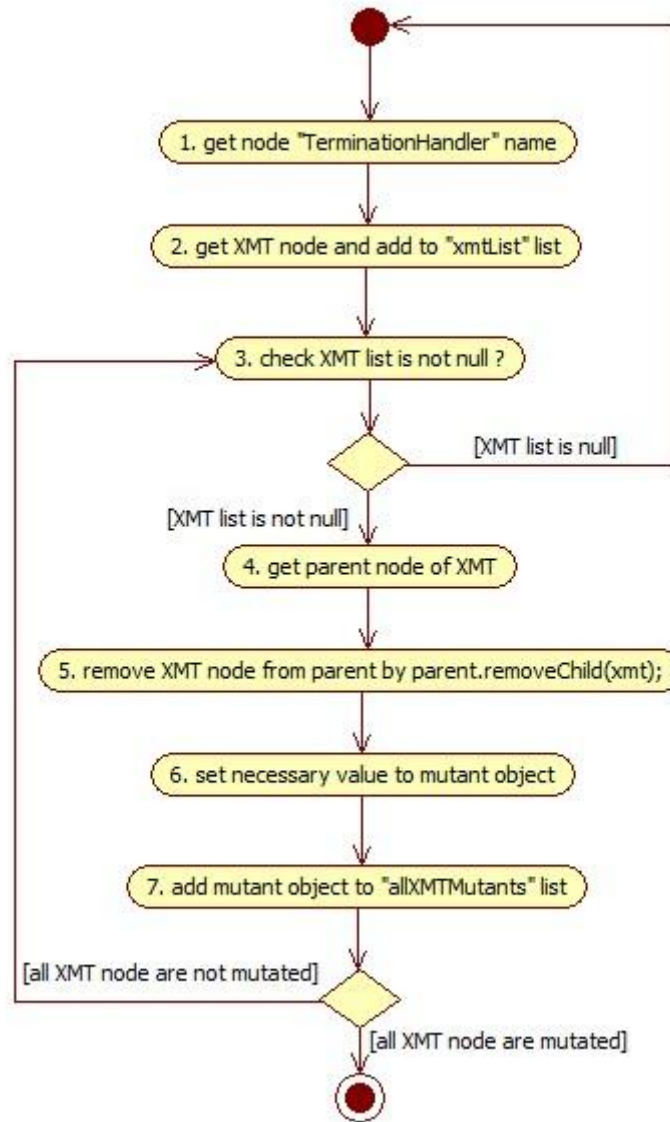 1. get node "TerminationHandler" name
2. get XMT node and add to "xmtList" list
3. check XMT list is not null ?
[XMT list is null]
[XMT list is not null]
4. get parent node of XMT
5. remove XMT node from parent by parent.removeChild(xmt);
6. set necessary value to mutant object
7. add mutant object to "allXMTMutants" list
[all XMT node are not mutated]
[all XMT node are mutated]